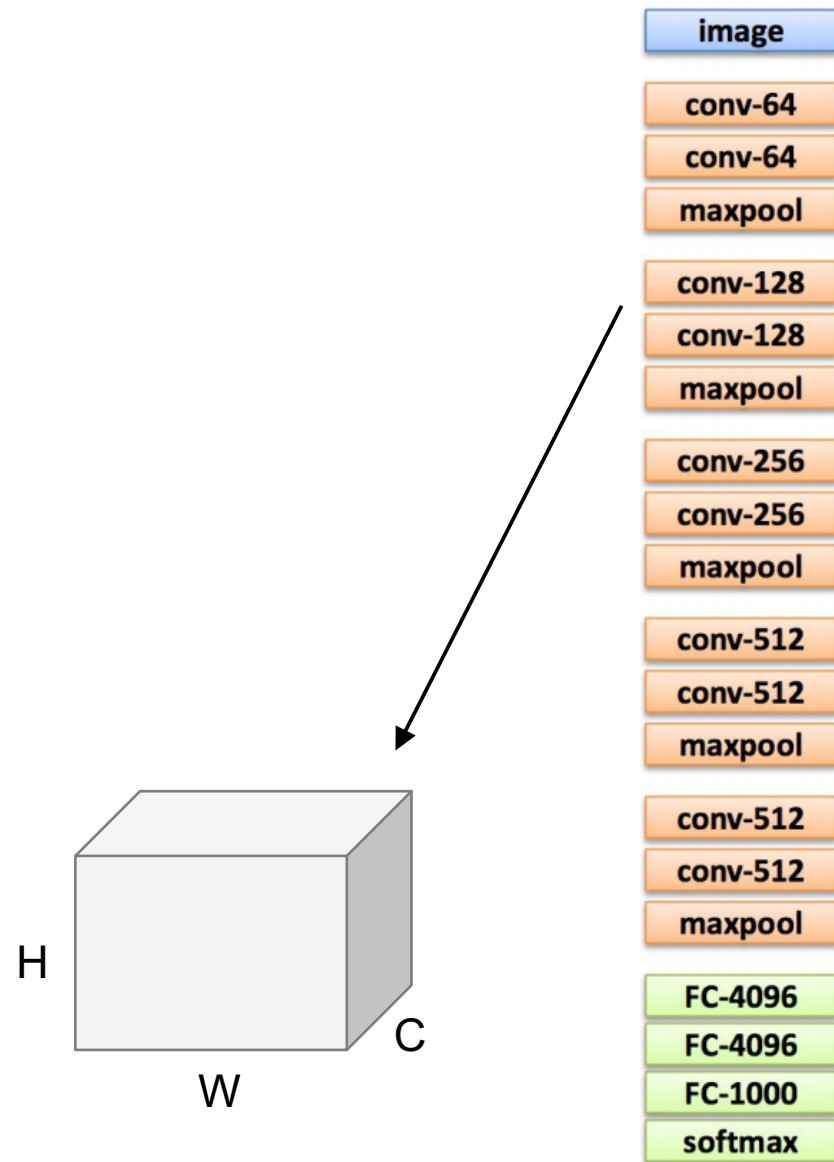 image
conv-64
conv-64
maxpool
conv-128
conv-128
maxpool
conv-256
conv-256
maxpool
conv-512
conv-512
maxpool
conv-512
conv-512
maxpool
FC-4096
FC-4096
FC-1000
softmax
H
C
W